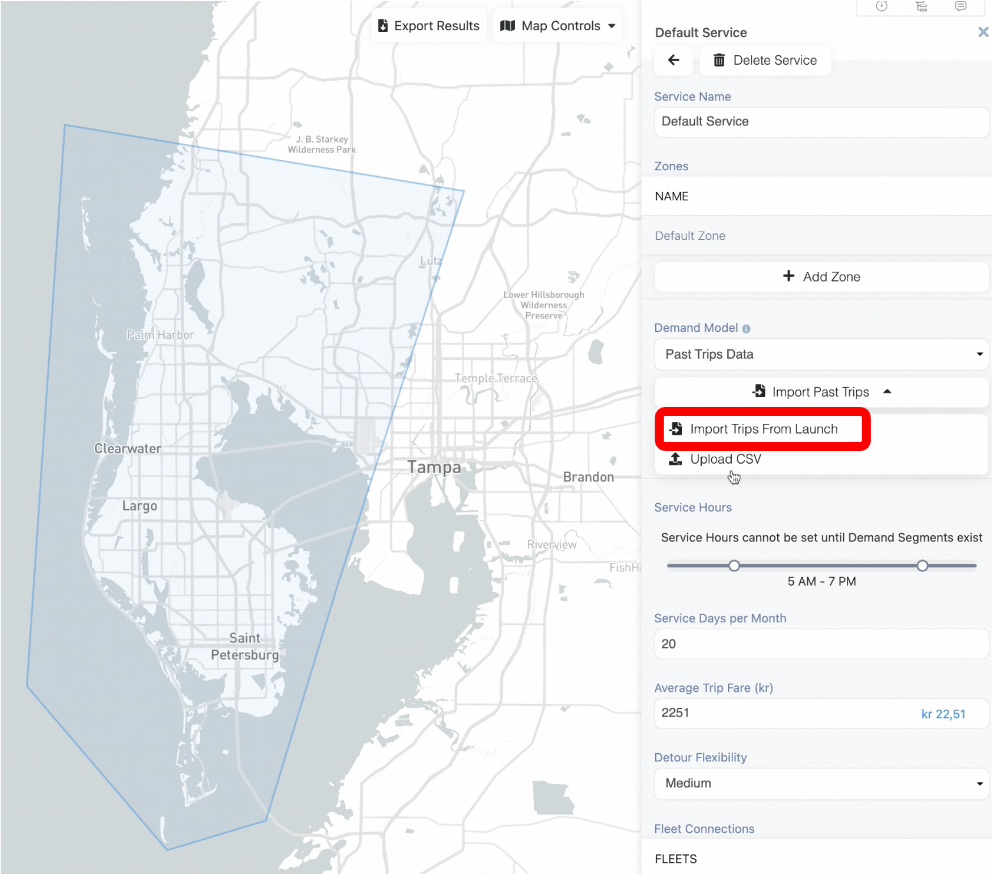 Export Results
Map Controls
J. B. Starkey
Wilderness Park
Lutz
Lower Hillsborough
Wilderness
Preserve
Palm Harbor
Temple Terrace
Clearwater
Tampa
Brandon
Largo
Riverview
FishH
Saint
Petersburg
Default Service
Delete Service
Service Name
Default Service
Zones
NAME
Default Zone
Add Zone
Demand Model
Past Trips Data
Import Past Trips
Import Trips From Launch
Upload CSV
Service Hours
Service Hours cannot be set until Demand Segments exist
5 AM - 7 PM
Service Days per Month
20
Average Trip Fare (kr)
2251 kr 22,51
Detour Flexibility
Medium
Fleet Connections
FLEETS